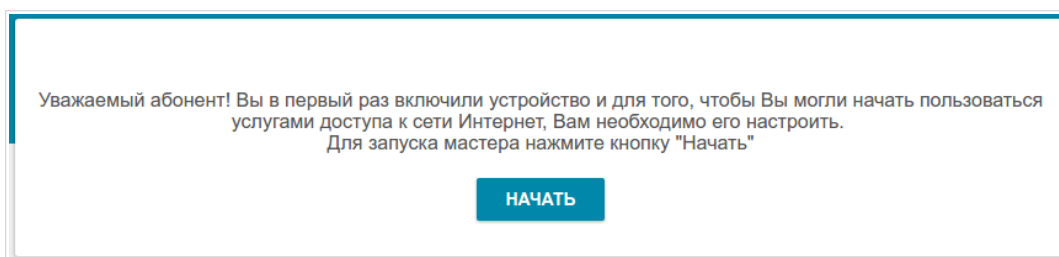 Уважаемый абонент! Вы в первый раз включили устройство и для того, чтобы Вы могли начать пользоваться
услугами доступа к сети Интернет, Вам необходимо его настроить.
Для запуска мастера нажмите кнопку "Начать"
НАЧАТЬ